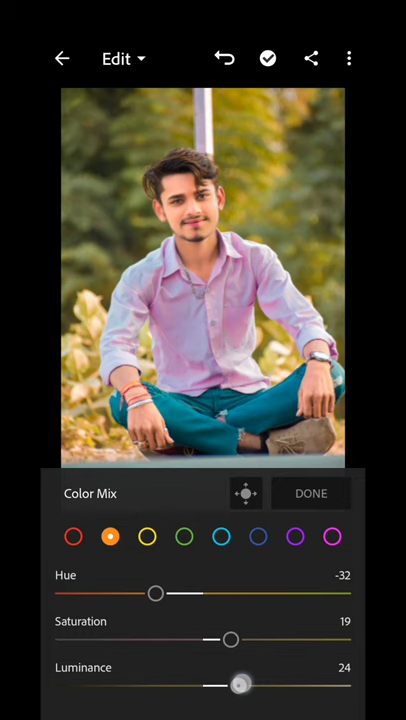 Edit
Color Mix
DONE
Hue -32
Saturation 19
Luminance 24